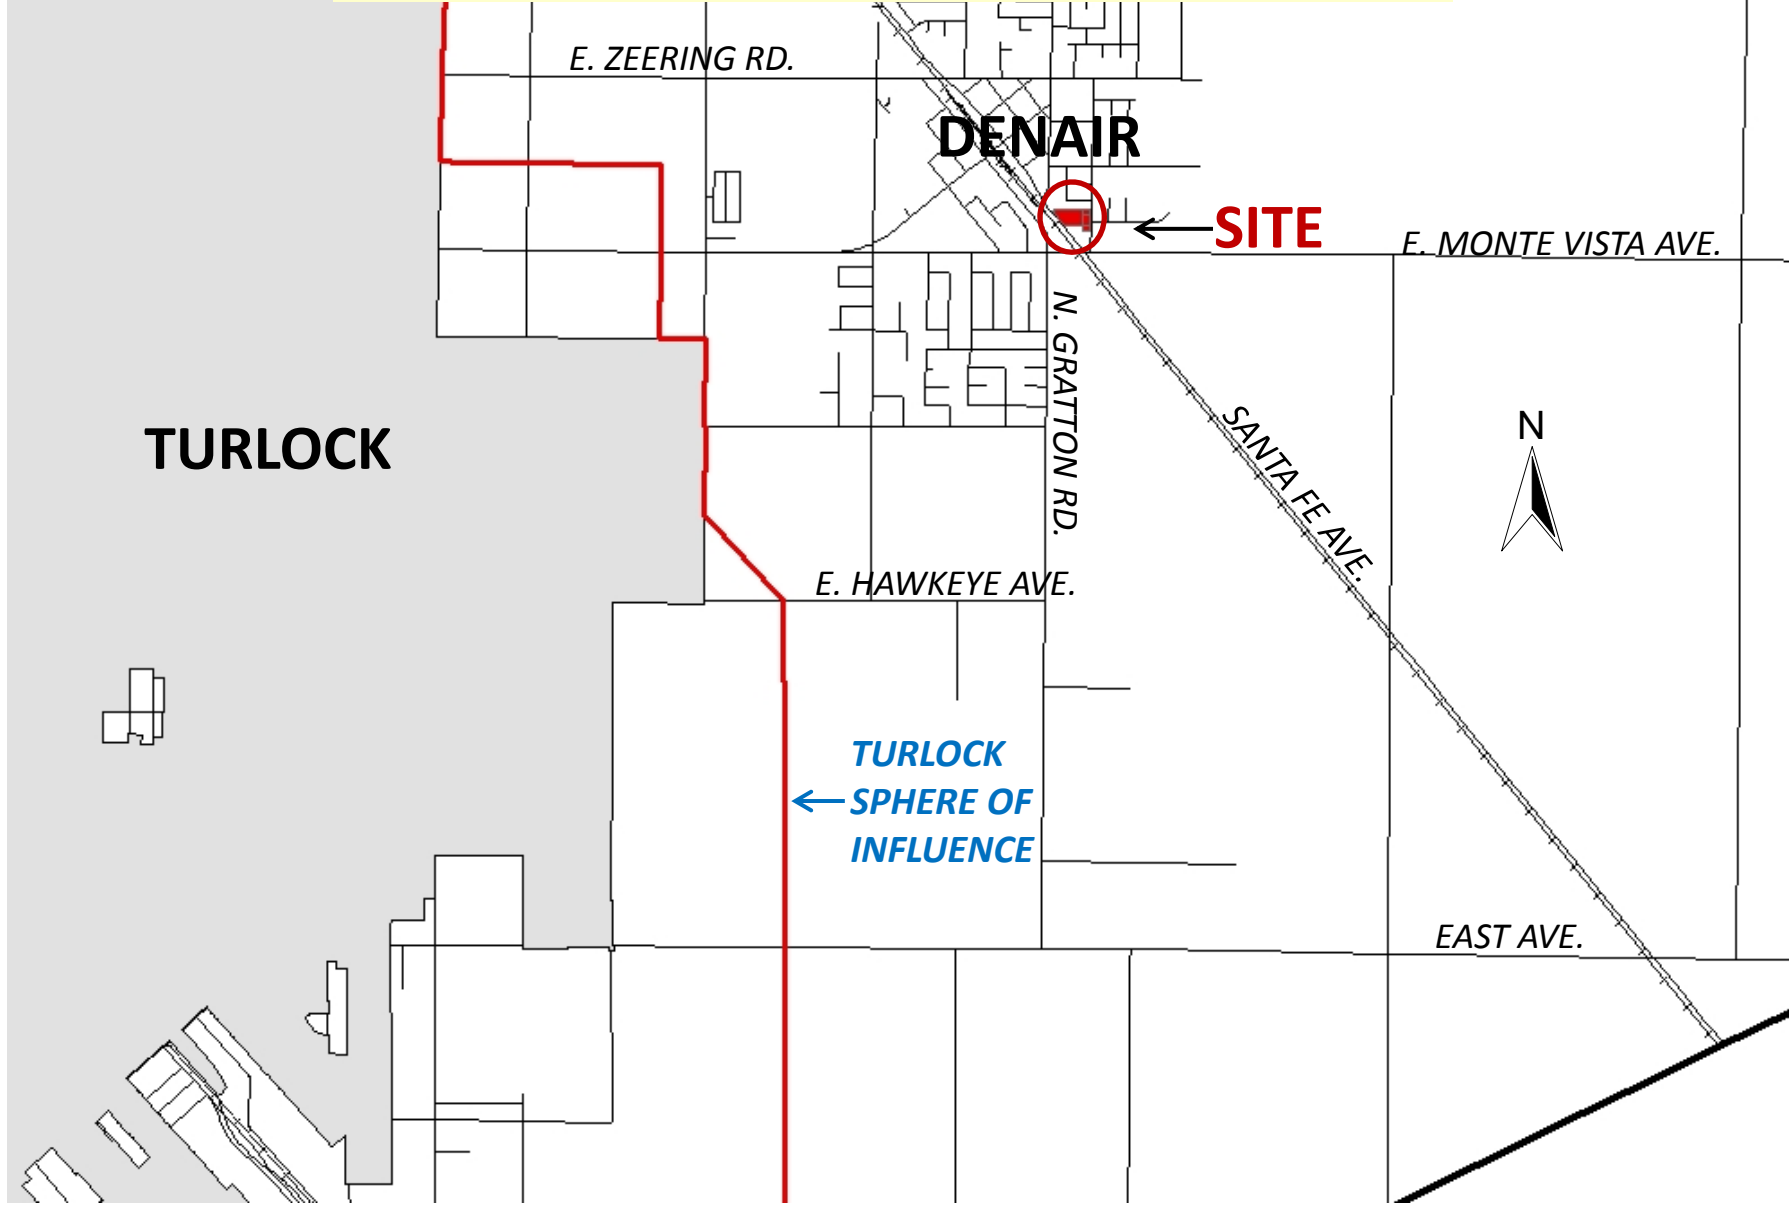 E. ZEERING RD.
DENAIR
SITE
E. MONTE VISTA AVE.
N. GRATTON RD.
TURLOCK
SANTA FE AVE.
N
E. HAWKEYE AVE.
TURLOCK
SPHERE OF
INFLUENCE
EAST AVE.